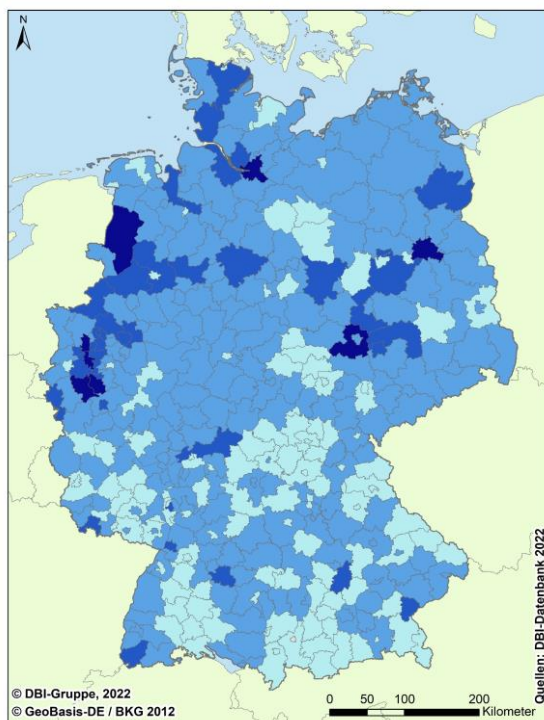 N
© DBI-Gruppe, 2022
© GeoBasis-DE / BKG 2012
0 50 100 200
Kilometer
Quellen: DBI-Datenbank 2022